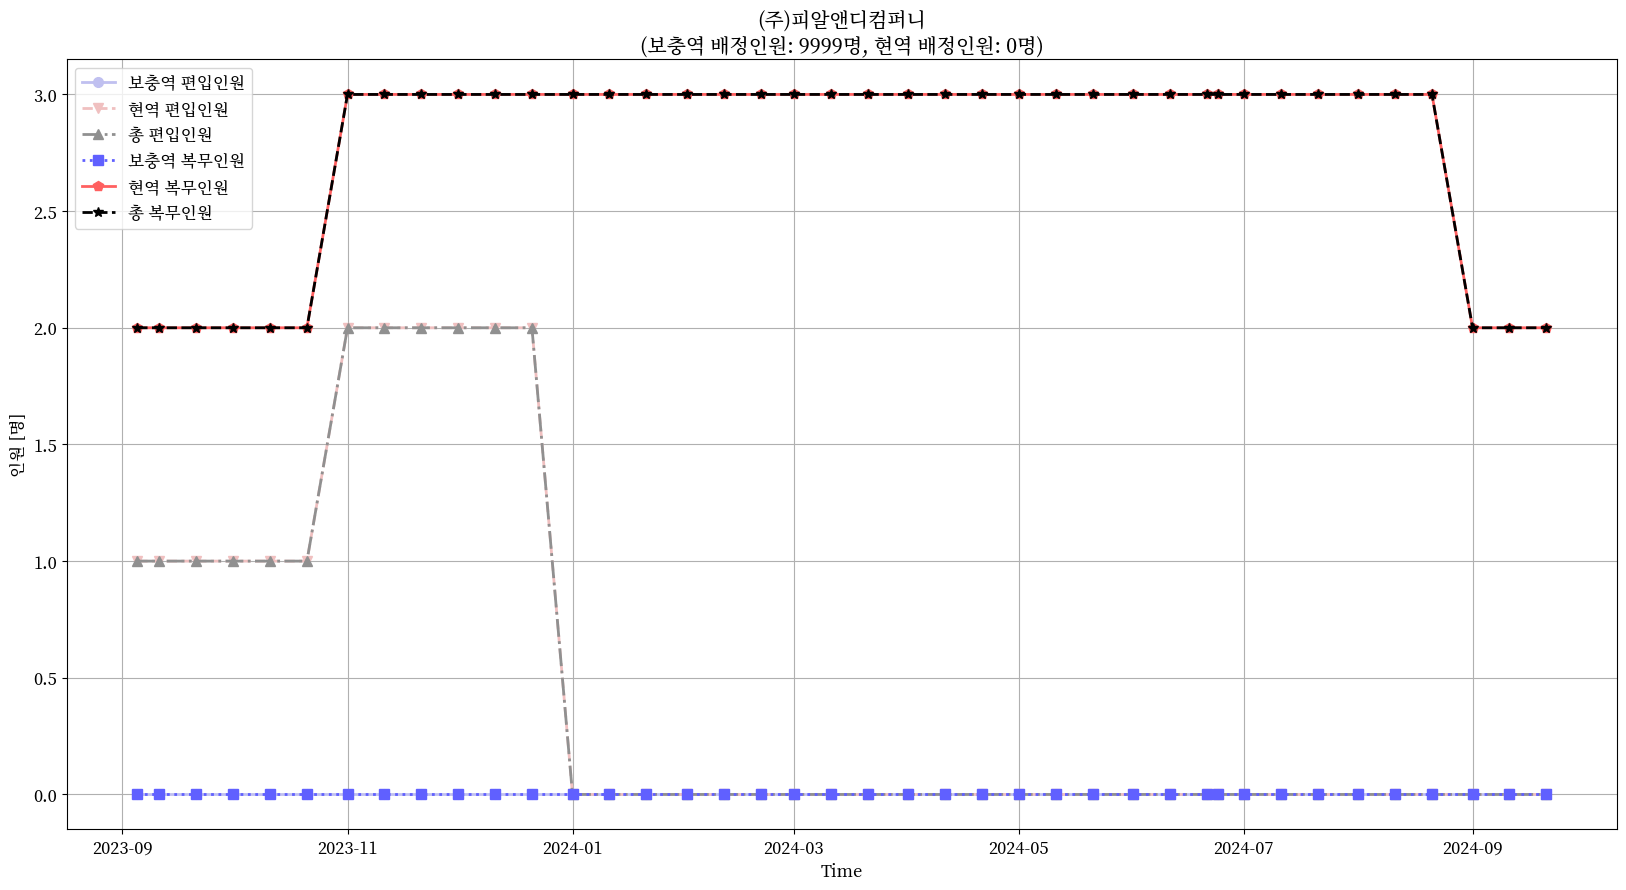 (주)피알앤디컴퍼니
(보충역 배정인원: 9999명, 현역 배정인원: 0명)
보충역 편입인원
현역 편입인원
총 편입인원
보충역 복무인원
현역 복무인원
총 복무인원
3.0
2.5
2.0
1.5
1.0
0.5
0.0
인원 [명]
2023-09
2023-11
2024-01
2024-03
2024-05
2024-07
2024-09
Time